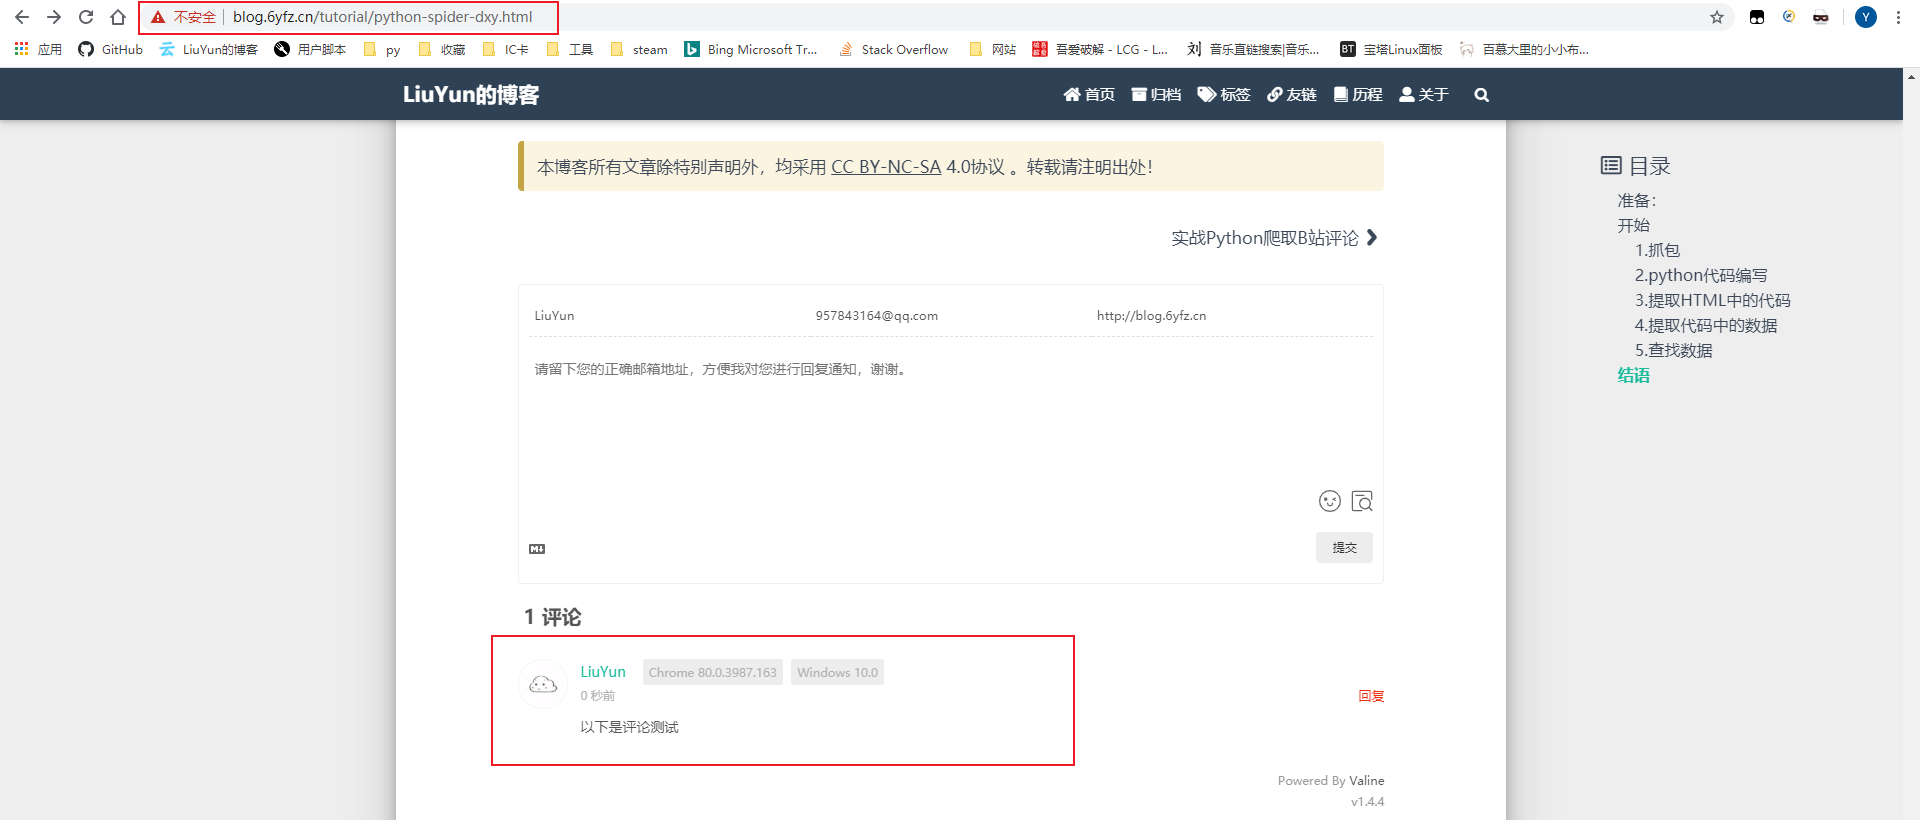 不安全 blog.6yfz.cn/tutorial/python-spider-dxy.html
Y
应用 GitHub LiuYun的博客 用户脚本 py 收藏 IC卡 工具 steam Bing Microsoft Tr... Stack Overflow 网站 吾爱破解 - LCG - L... 刘 音乐直链搜索|音乐... BT 宝塔Linux面板 百慕大里的小小布...
LiuYun的博客 首页 归档 标签 友链 历程 关于
本博客所有文章除特别声明外，均采用 CC BY-NC-SA 4.0协议 。转载请注明出处！
实战Python爬取B站评论
LiuYun 957843164@qq.com http://blog.6yfz.cn
请留下您的正确邮箱地址，方便我对您进行回复通知，谢谢。
提交
1 评论
LiuYun Chrome 80.0.3987.163 Windows 10.0
0 秒前 回复
以下是评论测试
Powered By Valine
v1.4.4
目录
准备：
开始
1.抓包
2.python代码编写
3.提取HTML中的代码
4.提取代码中的数据
5.查找数据
结语